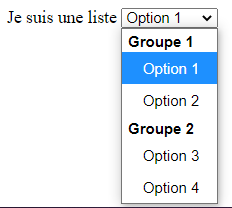 Je suis une liste Option 1
Groupe 1
Option 1
Option 2
Groupe 2
Option 3
Option 4